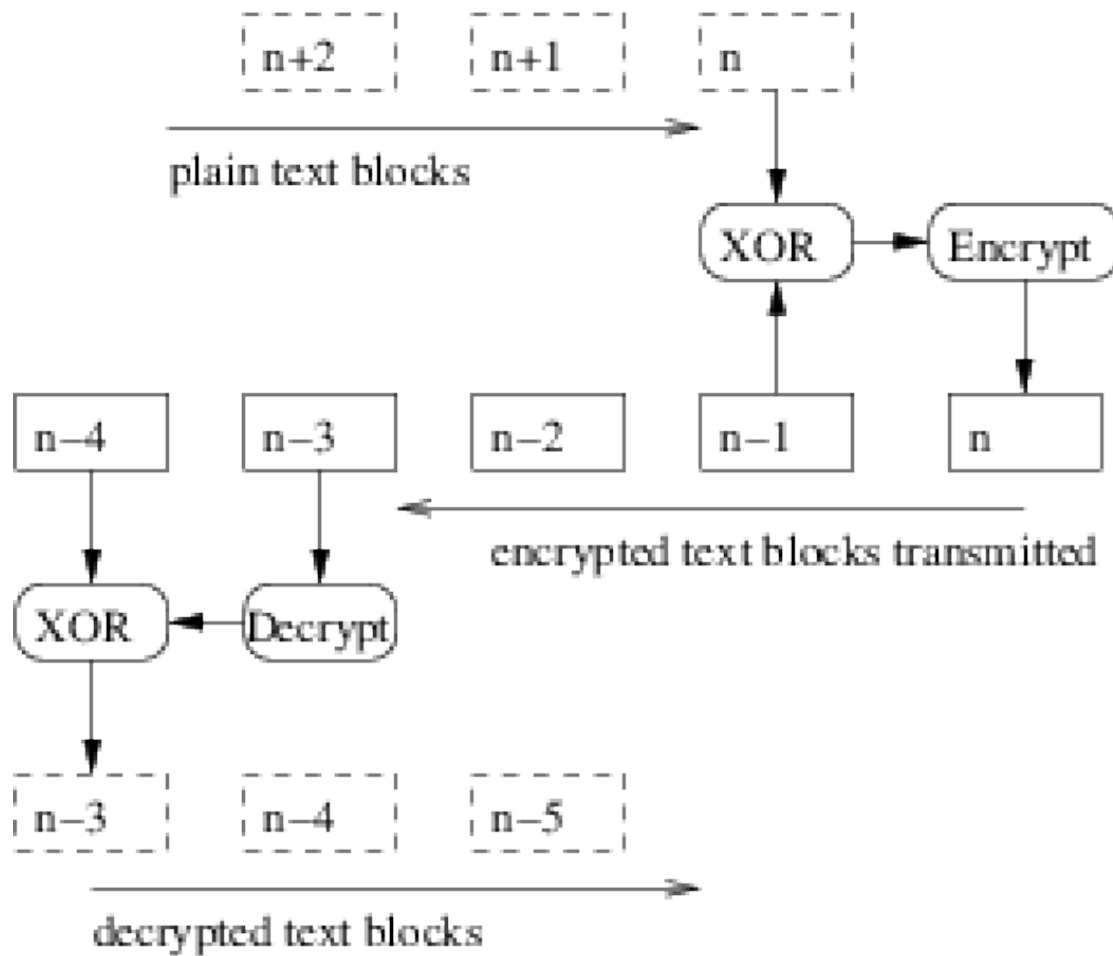 n+2 n+1 n
plain text blocks
XOR Encrypt
n−4 n−3 n−2 n−1 n
encrypted text blocks transmitted
XOR Decrypt
n−3 n−4 n−5
decrypted text blocks